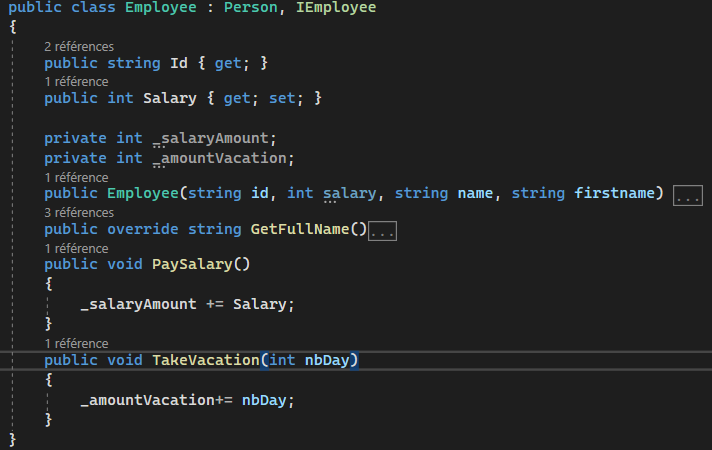 public class Employee : Person, IEmployee
{
2 références
public string Id { get; }
1 référence
public int Salary { get; set; }
private int _salaryAmount;
private int _amountVacation;
1 référence
public Employee(string id, int salary, string name, string firstname) ...
3 références
public override string GetFullName()...
1 référence
public void PaySalary()
{
_salaryAmount += Salary;
}
1 référence
public void TakeVacation(int nbDay)
{
_amountVacation+= nbDay;
}
}